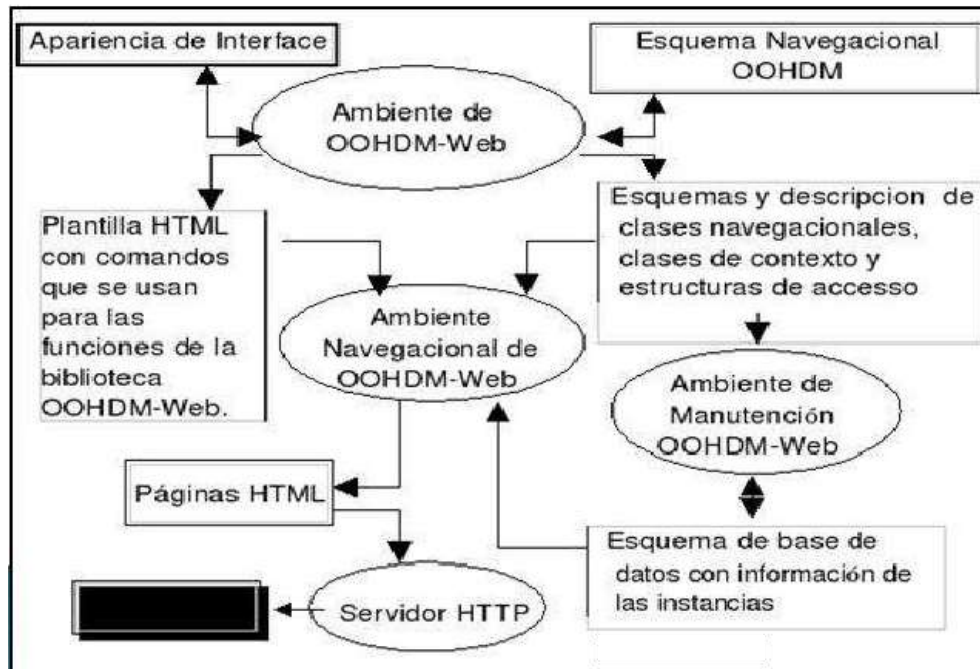 Apariencia de Interface
Esquema Navegacional
OOHDM
Ambiente de
OOHDM-Web
Plantilla HTML
con comandos
que se usan
para las
funciones de la
biblioteca
OOHDM-Web.
Esquemas y descripcion de
clases navegacionales,
clases de contexto y
estructuras de accesso
Ambiente
Navegacional de
OOHDM-Web
Ambiente de
Manutención
OOHDM-Web
Páginas HTML
Esquema de base de
datos con información de
las instancias
Servidor HTTP